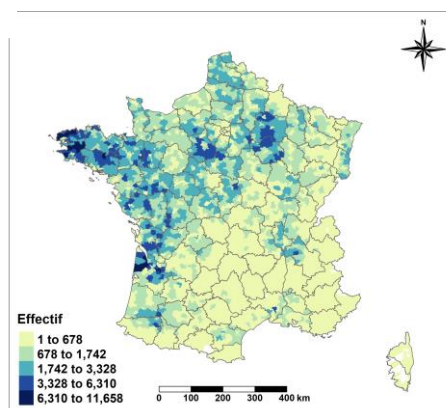 N
Effectif
1 to 678
678 to 1,742
1,742 to 3,328
3,328 to 6,310
6,310 to 11,658
0 100 200 300 400 km